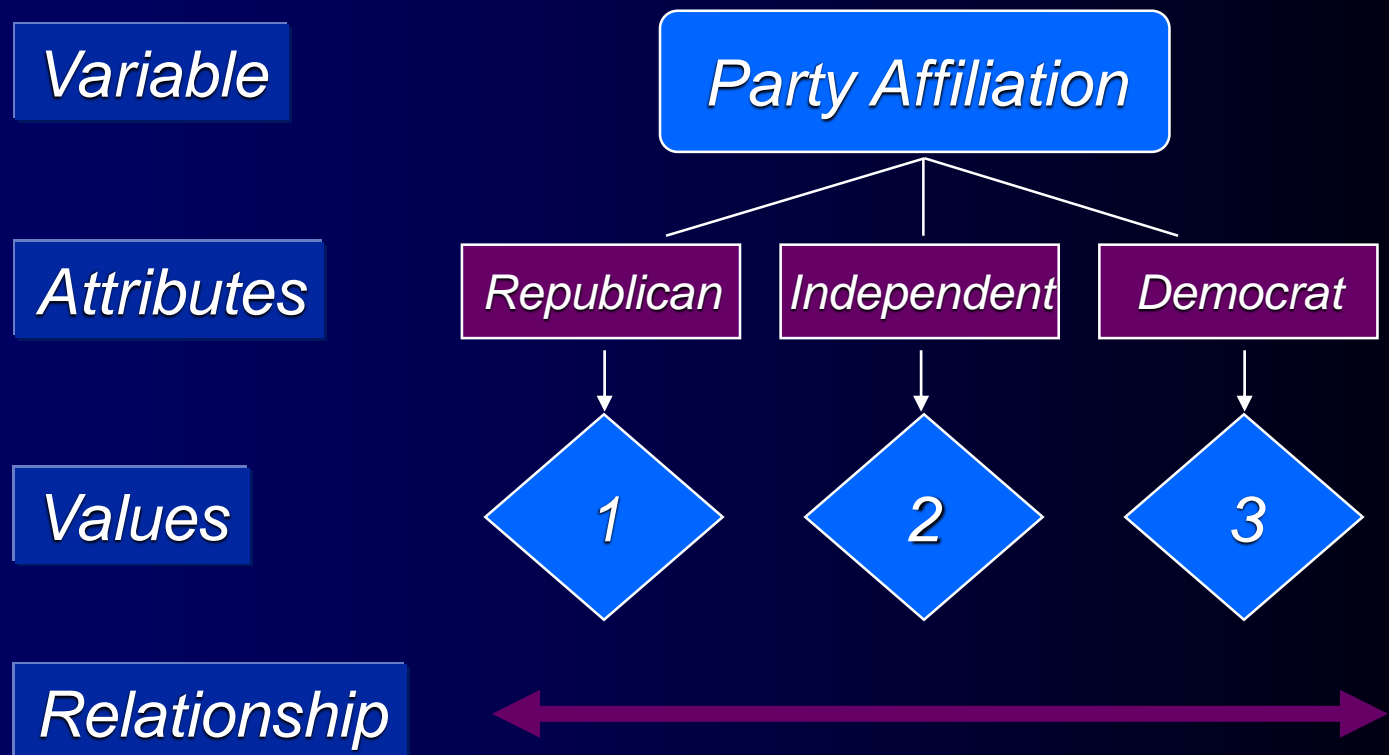 Variable
Party Affiliation
Attributes
Republican
Independent
Democrat
Values
1
2
3
Relationship